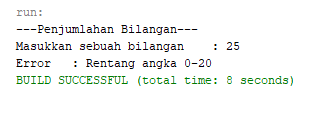 run:
---Penjumlahan Bilangan---
Masukkan sebuah bilangan    : 25
Error   : Rentang angka 0-20
BUILD SUCCESSFUL (total time: 8 seconds)